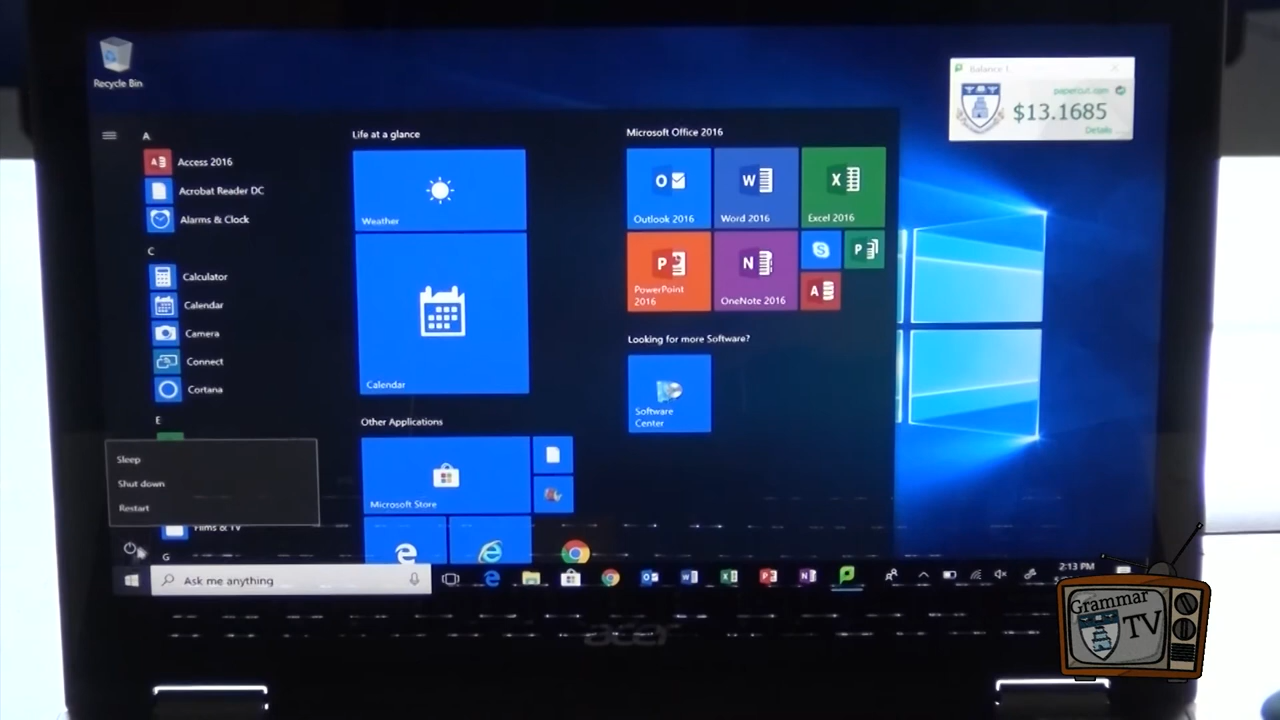 Recycle Bin
Balance
papercut.com
$13.1685
Details
A
Access 2016
Acrobat Reader DC
Alarms & Clock
C
Calculator
Calendar
Camera
Connect
Cortana
E
Sleep
Shut down
Restart
Films & TV
G
Life at a glance
Weather
Calendar
Other Applications
Microsoft Store
Microsoft Office 2016
Outlook 2016
Word 2016
Excel 2016
PowerPoint
2016
OneNote 2016
Looking for more Software?
Software
Center
Ask me anything
2:13 PM
acer
Grammar
TV